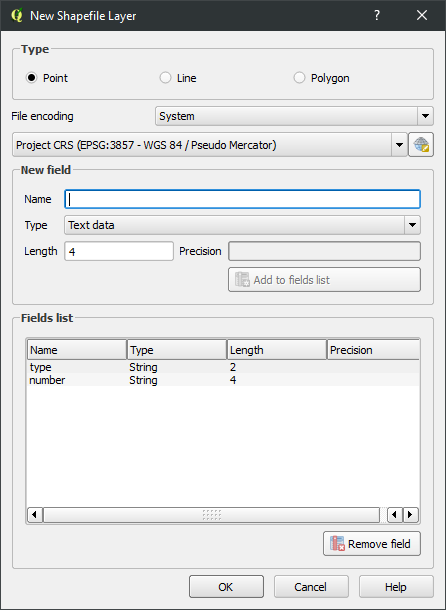 New Shapefile Layer ? ×
Type
Point Line Polygon
File encoding System
Project CRS (EPSG:3857 - WGS 84 / Pseudo Mercator)
New field
Name
Type Text data
Length 4 Precision
Add to fields list
Fields list
Name Type Length Precision
type String 2
number String 4
Remove field
OK Cancel Help